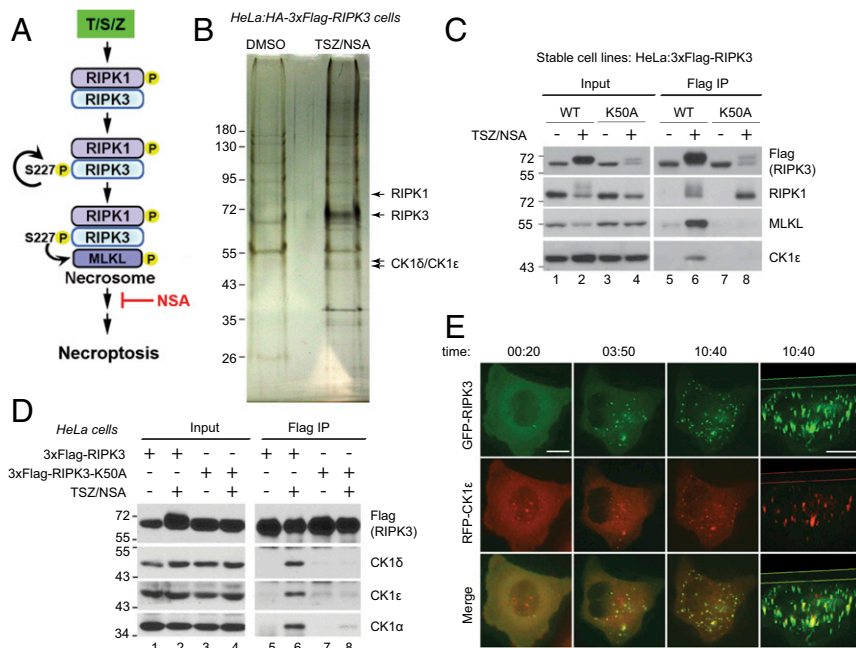 A
T/S/Z
RIPK1 P
RIPK3
RIPK1 P
S227 P RIPK3
RIPK1 P
S227 P RIPK3
MLKL P
Necrosome
NSA
Necroptosis
B
HeLa:HA-3xFlag-RIPK3 cells
DMSO TSZ/NSA
180
130
95
72
55
43
35
26
RIPK1
RIPK3
CK1δ/CK1ε
C
Stable cell lines: HeLa:3xFlag-RIPK3
Input Flag IP
WT K50A WT K50A
TSZ/NSA - + - + - + - +
72 Flag
55 (RIPK3)
72 RIPK1
55 MLKL
43 CK1ε
1 2 3 4 5 6 7 8
D
HeLa cells Input Flag IP
3xFlag-RIPK3 + + - - + + - -
3xFlag-RIPK3-K50A - - + + - - + +
TSZ/NSA - + - + - + - +
72 Flag
55 (RIPK3)
55 CK1δ
43
CK1ε
43
CK1α
34
1 2 3 4 5 6 7 8
E
time: 00:20 03:50 10:40 10:40
GFP-RIPK3
RFP-CK1ε
Merge